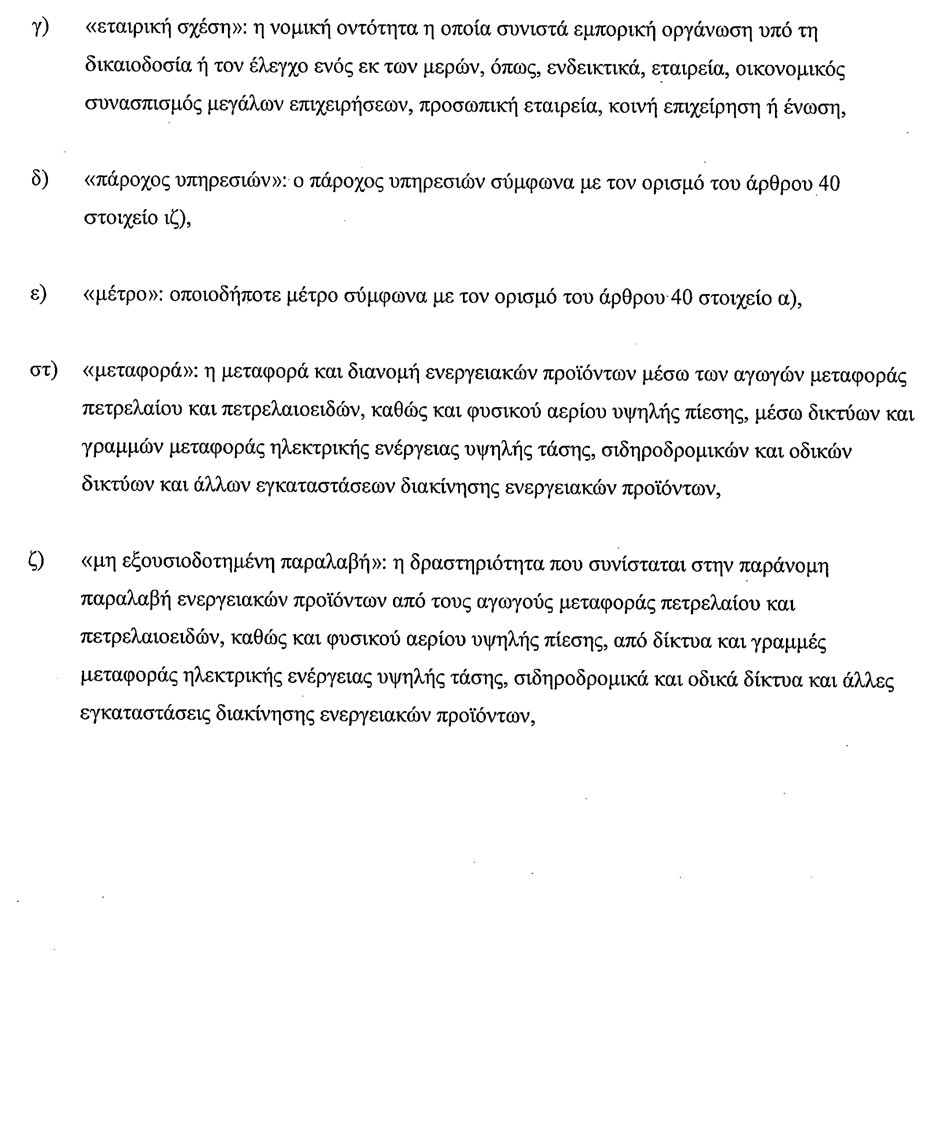 γ) «εταιρική σχέση»: η νομική οντότητα η οποία συνιστά εμπορική οργάνωση υπό τη
δικαιοδοσία ή τον έλεγχο ενός εκ των μερών, όπως, ενδεικτικά, εταιρεία, οικονομικός
συνασπισμός μεγάλων επιχειρήσεων, προσωπική εταιρεία, κοινή επιχείρηση ή ένωση,
δ) «πάροχος υπηρεσιών»: ο πάροχος υπηρεσιών σύμφωνα με τον ορισμό του άρθρου 40
στοιχείο ιζ),
ε) «μέτρο»: οποιοδήποτε μέτρο σύμφωνα με τον ορισμό του άρθρου 40 στοιχείο α),
στ) «μεταφορά»: η μεταφορά και διανομή ενεργειακών προϊόντων μέσω των αγωγών μεταφοράς
πετρελαίου και πετρελαιοειδών, καθώς και φυσικού αερίου υψηλής πίεσης, μέσω δικτύων και
γραμμών μεταφοράς ηλεκτρικής ενέργειας υψηλής τάσης, σιδηροδρομικών και οδικών
δικτύων και άλλων εγκαταστάσεων διακίνησης ενεργειακών προϊόντων,
ζ) «μη εξουσιοδοτημένη παραλαβή»: η δραστηριότητα που συνίσταται στην παράνομη
παραλαβή ενεργειακών προϊόντων από τους αγωγούς μεταφοράς πετρελαίου και
πετρελαιοειδών, καθώς και φυσικού αερίου υψηλής πίεσης, από δίκτυα και γραμμές
μεταφοράς ηλεκτρικής ενέργειας υψηλής τάσης, σιδηροδρομικά και οδικά δίκτυα και άλλες
εγκαταστάσεις διακίνησης ενεργειακών προϊόντων,